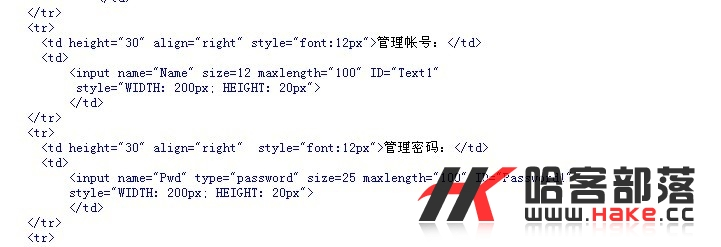 </td>
</tr>
<tr>
<td height="30" align="right" style="font:12px">管理帐号：</td>
<td>
<input name="Name" size=12 maxlength="100" ID="Text1"
style="WIDTH: 200px; HEIGHT: 20px">
</td>
</tr>
<tr>
<td height="30" align="right"  style="font:12px">管理密码：</td>
<td>
<input name="Pwd" type="password" size=25 maxlength="100" ID="Password1"
style="WIDTH: 200px; HEIGHT: 20px">
</td>
</tr>
<tr>
哈客部落
www.HAKE.cc